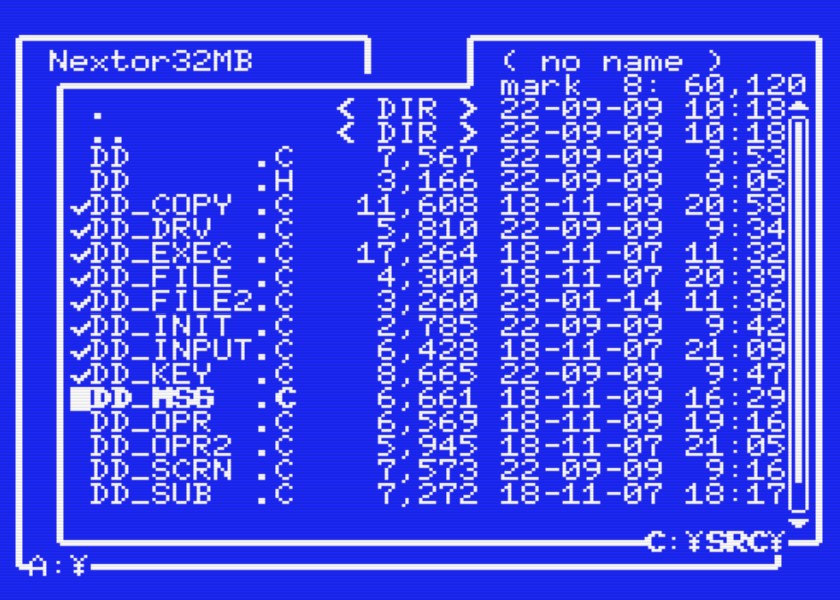 Nextor32MB ( no name )
mark 8: 60,120
. < DIR > 22-09-09 10:18
.. < DIR > 22-09-09 10:18
DD .C 7,567 22-09-09 9:53
DD .H 3,166 22-09-09 9:05
✓DD_COPY .C 11,608 18-11-09 20:58
✓DD_DRV .C 5,810 22-09-09 9:34
✓DD_EXEC .C 17,264 18-11-07 11:32
✓DD_FILE .C 4,300 18-11-07 20:39
✓DD_FILE2.C 3,260 23-01-14 11:36
✓DD_INIT .C 2,785 22-09-09 9:42
✓DD_INPUT.C 6,428 18-11-07 21:09
✓DD_KEY .C 8,665 22-09-09 9:47
DD_MSG .C 6,661 18-11-09 16:29
DD_OPR .C 6,569 18-11-09 19:16
DD_OPR2 .C 5,945 18-11-07 21:05
DD_SCRN .C 7,573 22-09-09 9:16
DD_SUB .C 7,272 18-11-07 18:17
C:¥SRC¥
A:¥